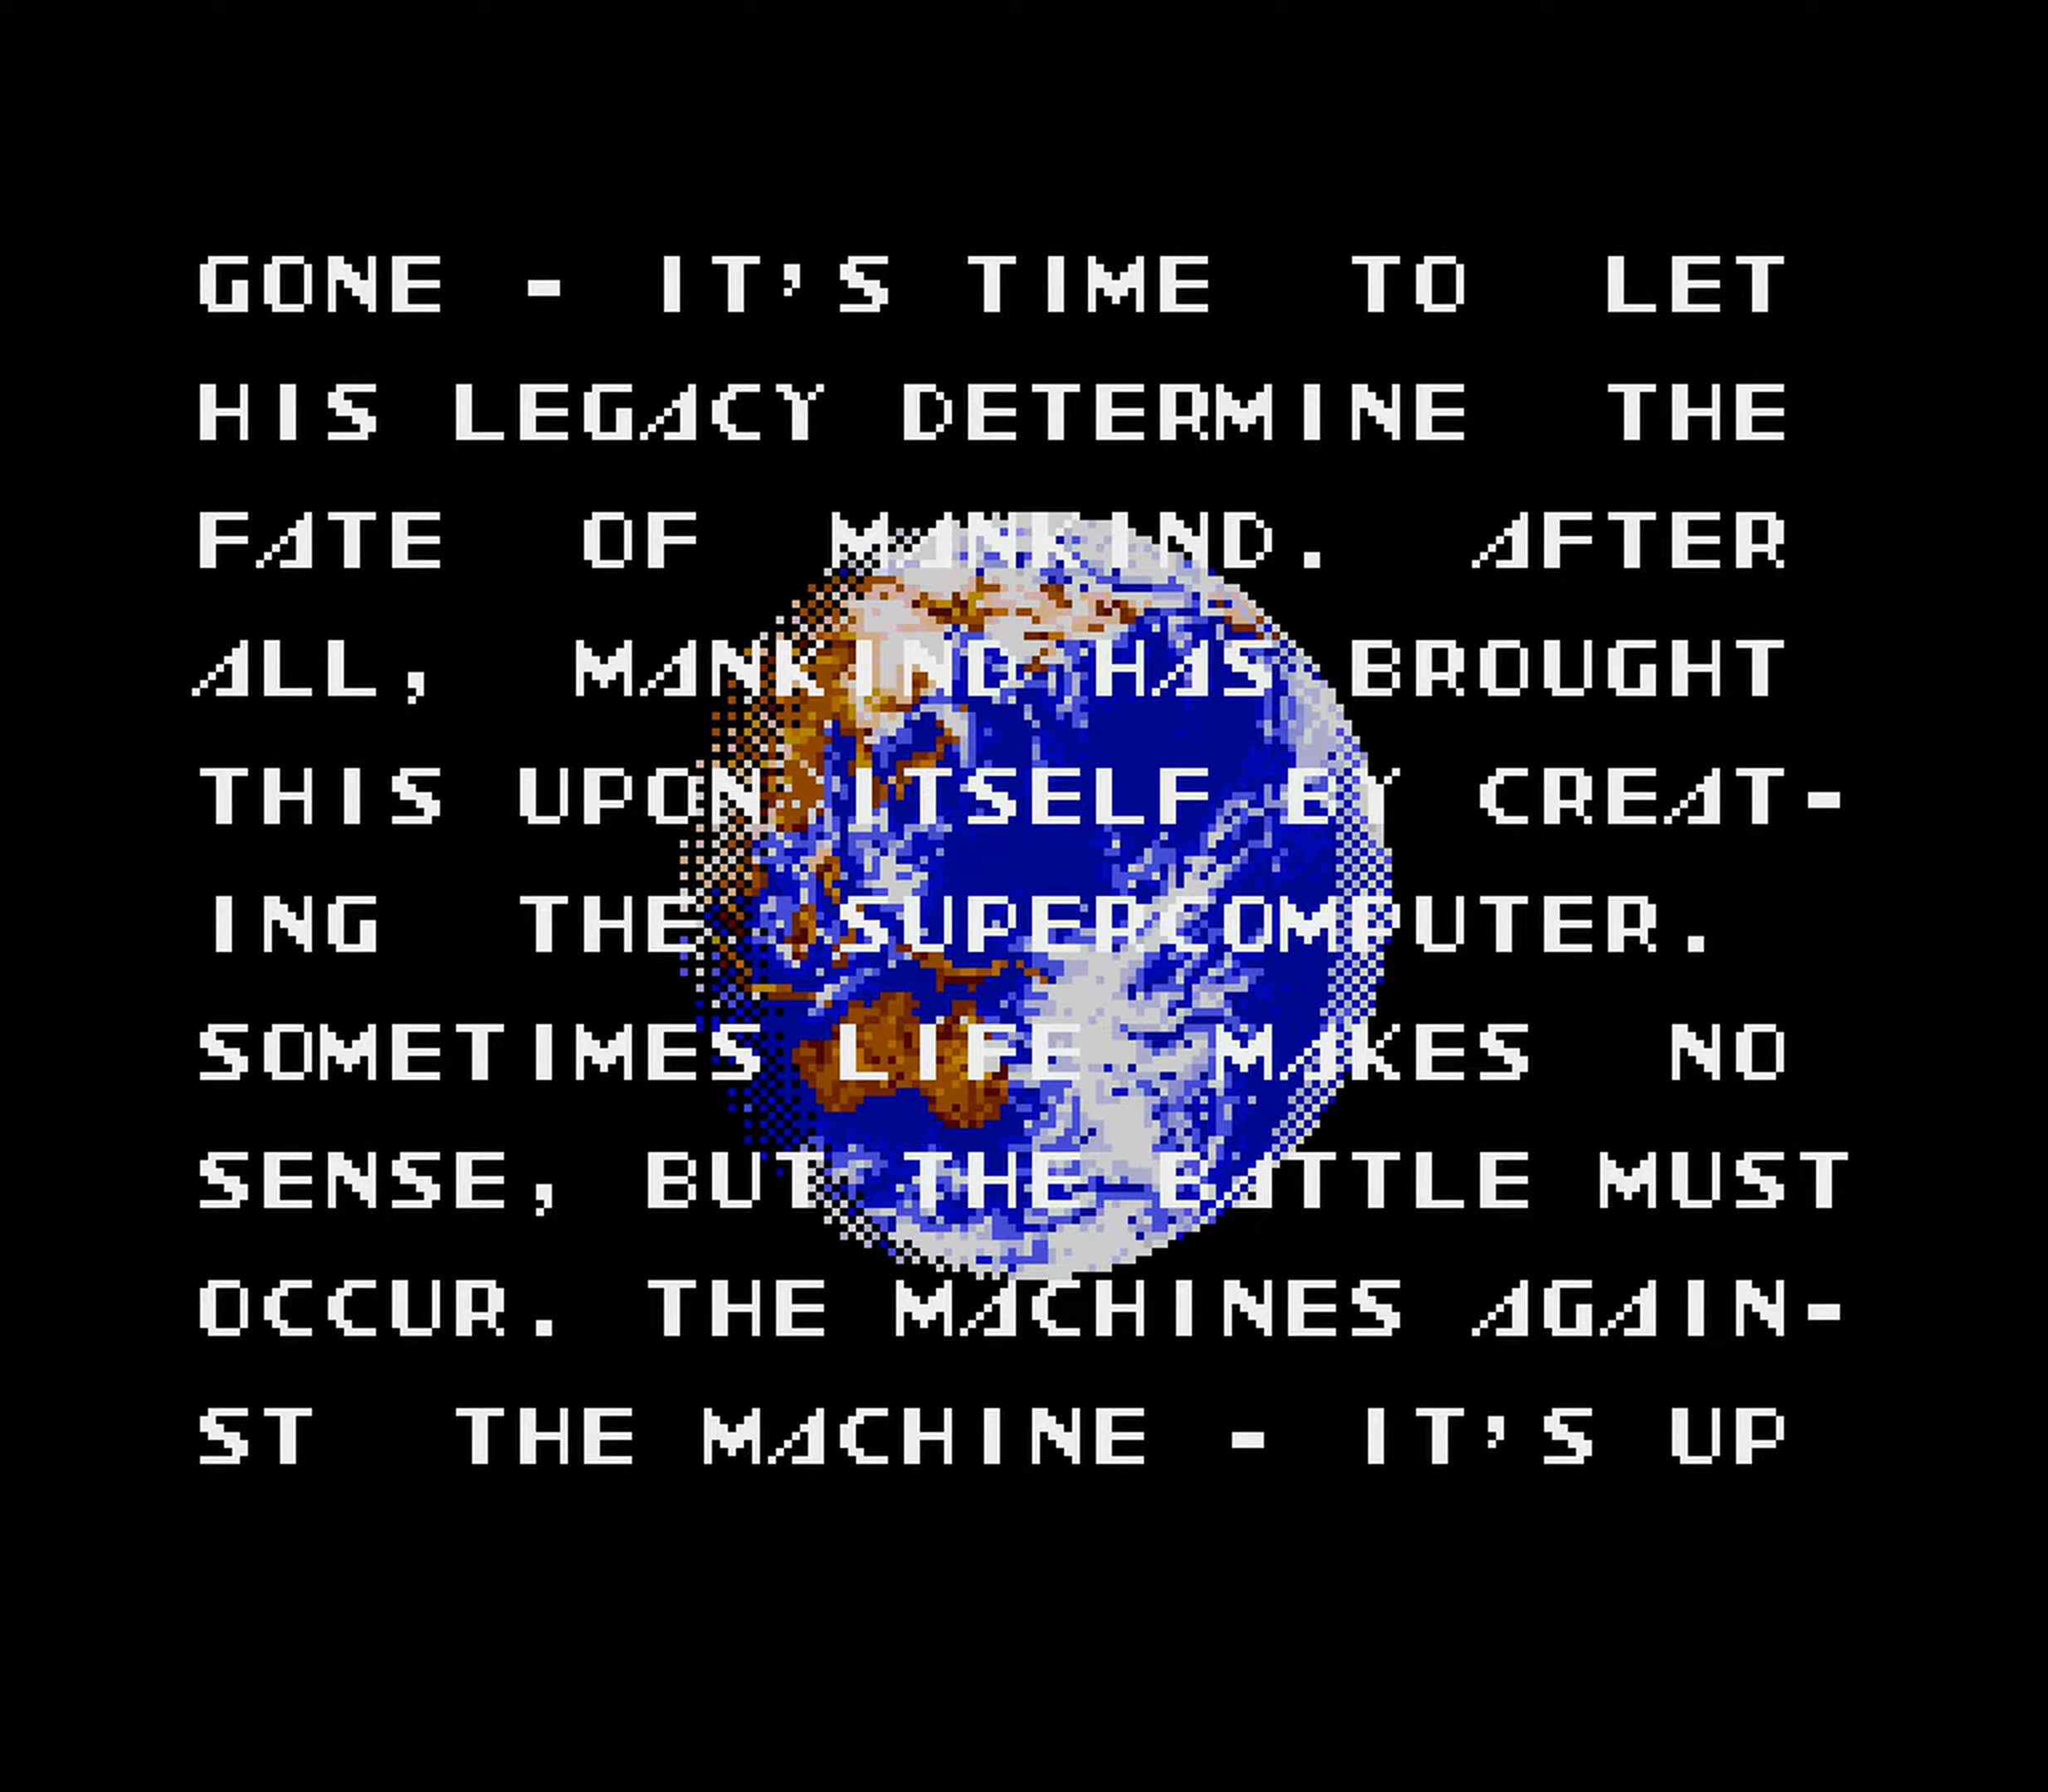 GONE - IT'S TIME TO LET
HIS LEGACY DETERMINE THE
FATE OF MANKIND. AFTER
ALL, MANKIND HAS BROUGHT
THIS UPON ITSELF BY CREAT-
ING THE SUPERCOMPUTER.
SOMETIMES LIFE MAKES NO
SENSE, BUT THE BATTLE MUST
OCCUR. THE MACHINES AGAIN-
ST THE MACHINE - IT'S UP